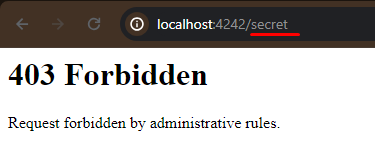 localhost:4242/secret
403 Forbidden
Request forbidden by administrative rules.